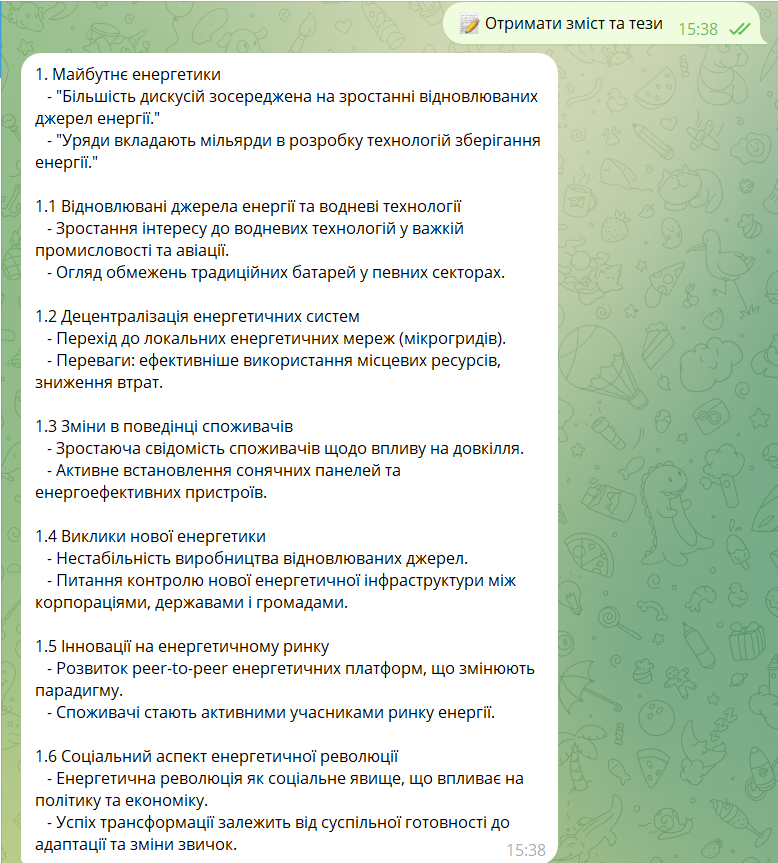 📝 Отримати зміст та тези
15:38
1. Майбутнє енергетики
- "Більшість дискусій зосереджена на зростанні відновлюваних
джерел енергії."
- "Уряди вкладають мільярди в розробку технологій зберігання
енергії."
1.1 Відновлювані джерела енергії та водневі технології
- Зростання інтересу до водневих технологій у важкій
промисловості та авіації.
- Огляд обмежень традиційних батарей у певних секторах.
1.2 Децентралізація енергетичних систем
- Перехід до локальних енергетичних мереж (мікрогридів).
- Переваги: ефективніше використання місцевих ресурсів,
зниження втрат.
1.3 Зміни в поведінці споживачів
- Зростаюча свідомість споживачів щодо впливу на довкілля.
- Активне встановлення сонячних панелей та
енергоефективних пристроїв.
1.4 Виклики нової енергетики
- Нестабільність виробництва відновлюваних джерел.
- Питання контролю нової енергетичної інфраструктури між
корпораціями, державами і громадами.
1.5 Інновації на енергетичному ринку
- Розвиток peer-to-peer енергетичних платформ, що змінюють
парадигму.
- Споживачі стають активними учасниками ринку енергії.
1.6 Соціальний аспект енергетичної революції
- Енергетична революція як соціальне явище, що впливає на
політику та економіку.
- Успіх трансформації залежить від суспільної готовності до
адаптації та зміни звичок.
15:38